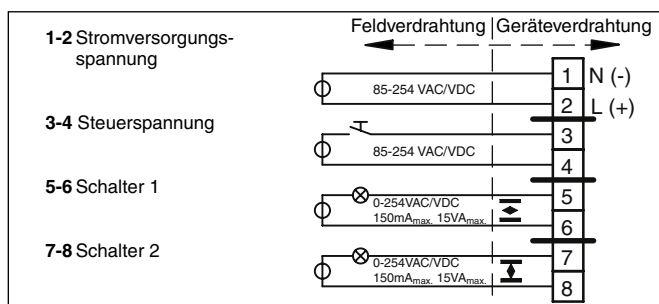 Feldverdrahtung Geräteverdrahtung
1-2 Stromversorgungs-
spannung
85-254 VAC/VDC
1 N (-)
2 L (+)
3-4 Steuerspannung
85-254 VAC/VDC
3
4
5-6 Schalter 1
0-254VAC/VDC
150mAmax. 15VAmax.
5
6
7-8 Schalter 2
0-254VAC/VDC
150mAmax. 15VAmax.
7
8